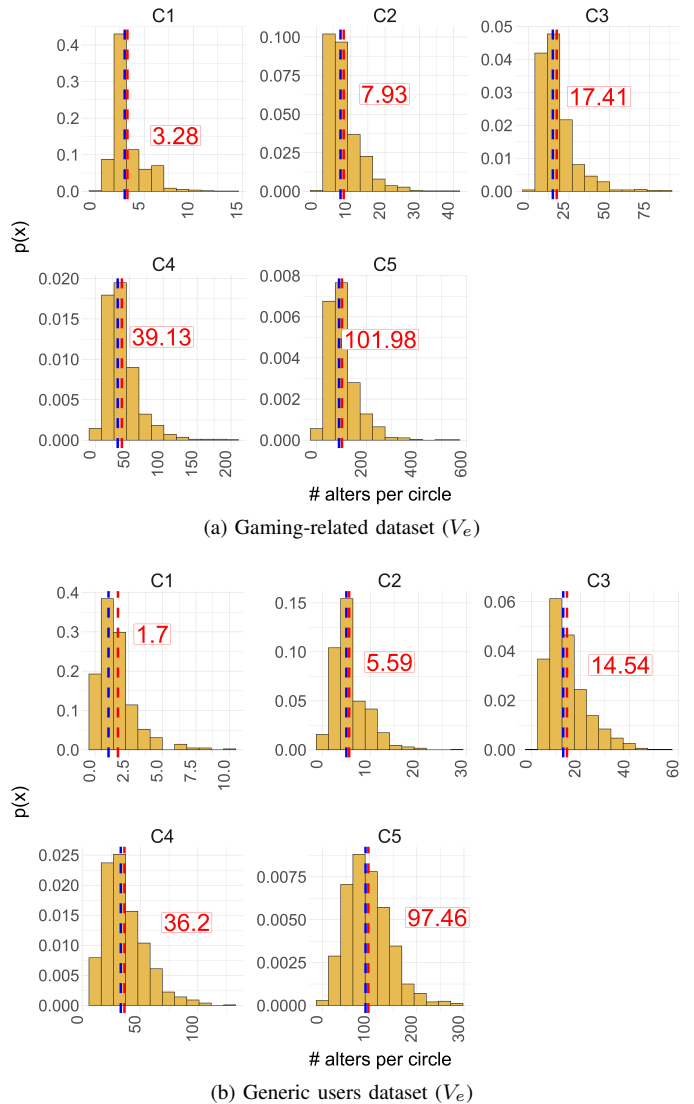 C1 C2 C3
0.4 0.3 0.2 0.1 0.0
0 5 10 15
3.28
0.100 0.075 0.050 0.025 0.000
0 10 20 30 40
7.93
0.05 0.04 0.03 0.02 0.01 0.00
0 25 50 75
17.41
p(x)
C4 C5
0.020 0.015 0.010 0.005 0.000
0 50 100 150 200
39.13
0.008 0.006 0.004 0.002 0.000
0 200 400 600
101.98
# alters per circle
(a) Gaming-related dataset (Vₑ)
C1 C2 C3
0.4 0.3 0.2 0.1 0.0
0.0 2.5 5.0 7.5 10.0
1.7
0.15 0.10 0.05 0.00
0 10 20 30
5.59
0.06 0.04 0.02 0.00
0 20 40 60
14.54
p(x)
C4 C5
0.025 0.020 0.015 0.010 0.005 0.000
50 100
36.2
0.0075 0.0050 0.0025 0.0000
0 100 200 300
97.46
# alters per circle
(b) Generic users dataset (Vₑ)